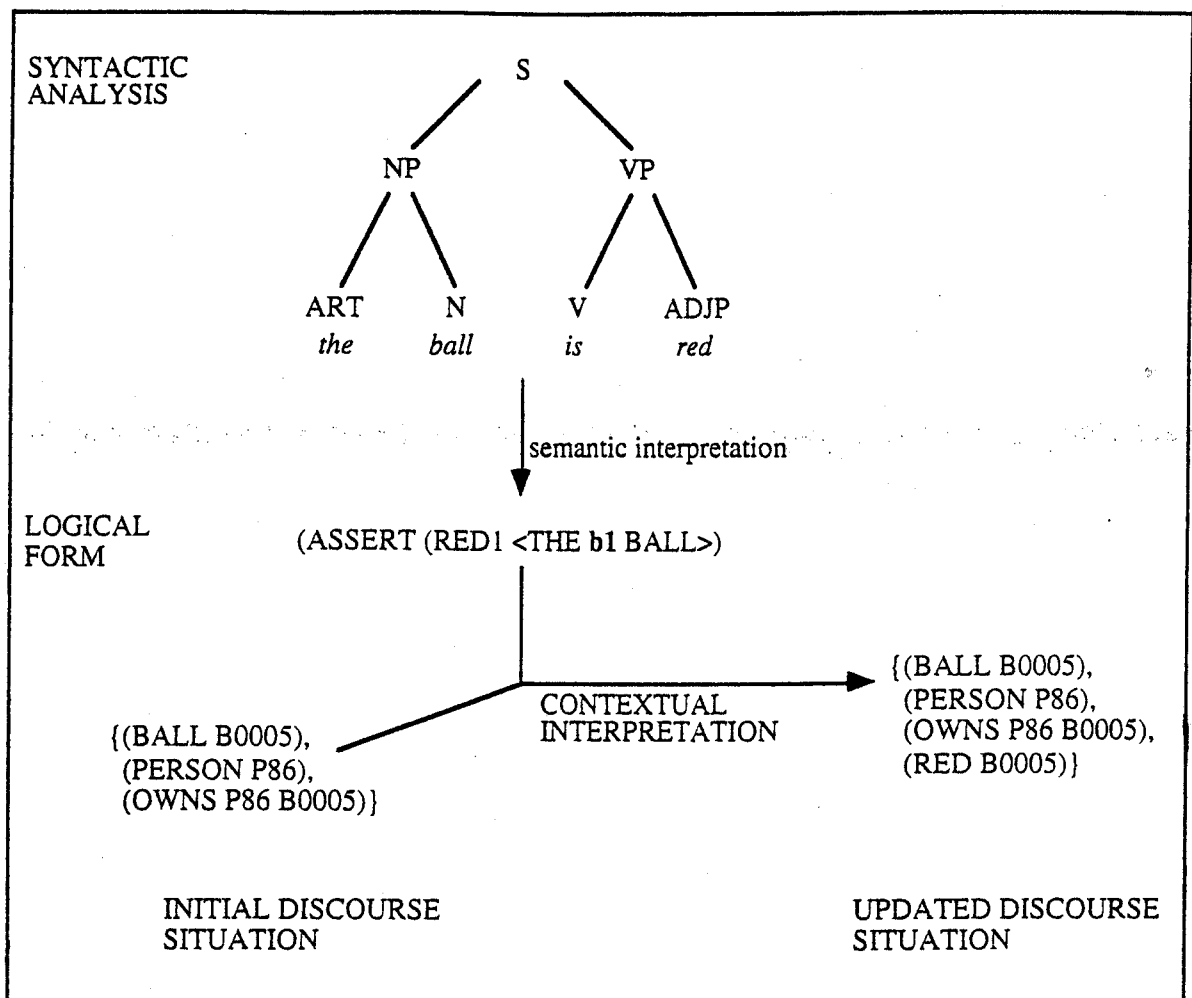 SYNTACTIC
ANALYSIS
S
NP VP
ART N V ADJP
the ball is red
semantic interpretation
LOGICAL
FORM
(ASSERT (RED1 <THE b1 BALL>)
CONTEXTUAL
INTERPRETATION
{(BALL B0005),
(PERSON P86),
(OWNS P86 B0005)}
{(BALL B0005),
(PERSON P86),
(OWNS P86 B0005),
(RED B0005)}
INITIAL DISCOURSE
SITUATION
UPDATED DISCOURSE
SITUATION